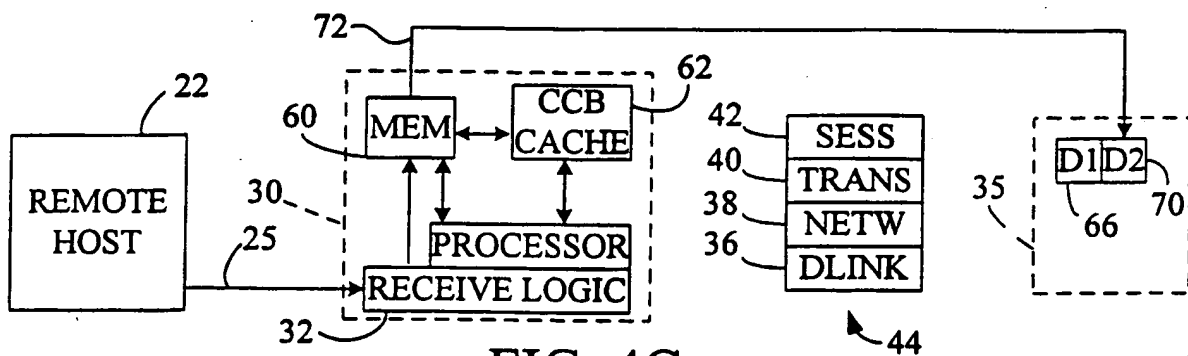 72
22
62
60
MEM
CCB
CACHE
42
SESS
40
TRANS
38
NETW
36
DLINK
D1
D2
70
66
35
REMOTE
HOST
30
25
PROCESSOR
RECEIVE LOGIC
32
44